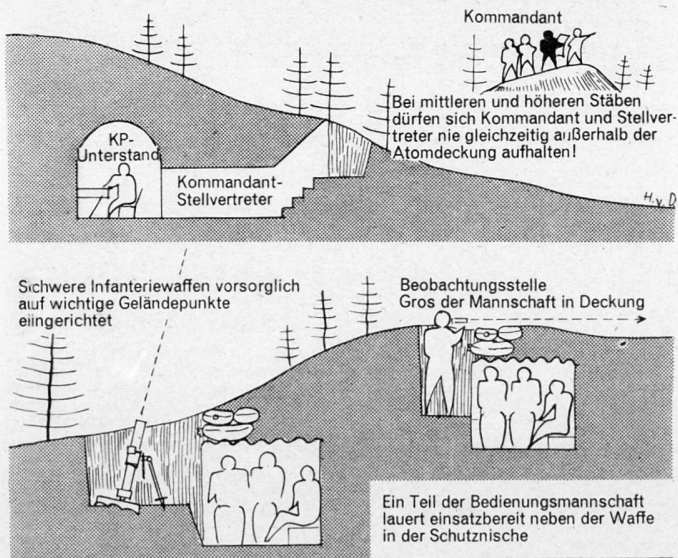 Kommandant
Bei mittleren und höheren Stäben
dürfen sich Kommandant und Stellver-
treter nie gleichzeitig außerhalb der
Atomdeckung aufhalten!
KP-
Unterstand
Kommandant-
Stellvertreter
H.v.D.
Schwere Infanteriewaffen vorsorglich
auf wichtige Geländepunkte
eingerichtet
Beobachtungsstelle
Gros der Mannschaft in Deckung
Ein Teil der Bedienungsmannschaft
lauert einsatzbereit neben der Waffe
in der Schutznische